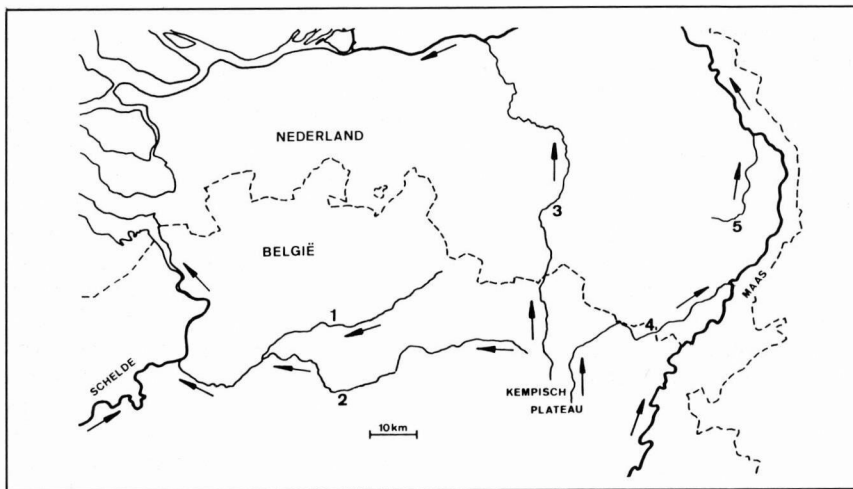 NEDERLAND
3
5
BELGIË
MAAS
1
4.
SCHELDE
2
KEMPISCH
PLATEAU
10km